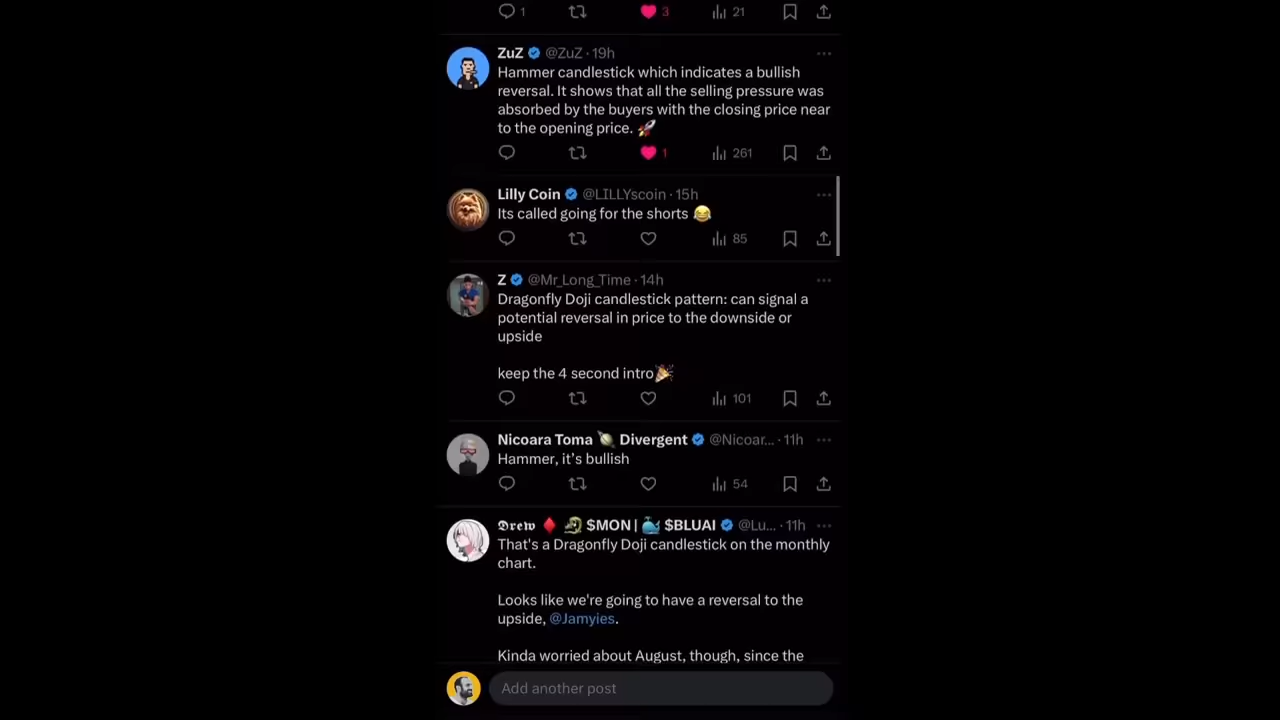 1 3 21
ZuZ @ZuZ · 19h
Hammer candlestick which indicates a bullish
reversal. It shows that all the selling pressure was
absorbed by the buyers with the closing price near
to the opening price. 🚀
1 261
Lilly Coin @LILLYscoin · 15h
Its called going for the shorts 😂
85
Z @Mr_Long_Time · 14h
Dragonfly Doji candlestick pattern: can signal a
potential reversal in price to the downside or
upside
keep the 4 second intro🎉
101
Nicoara Toma Divergent @Nicoar... · 11h
Hammer, it’s bullish
54
𝕯𝖗𝖊𝖜 ♦️ $MON | 🐳 $BLUAI @Lu... · 11h
That's a Dragonfly Doji candlestick on the monthly
chart.
Looks like we're going to have a reversal to the
upside, @Jamyies.
Kinda worried about August, though, since the
Add another post